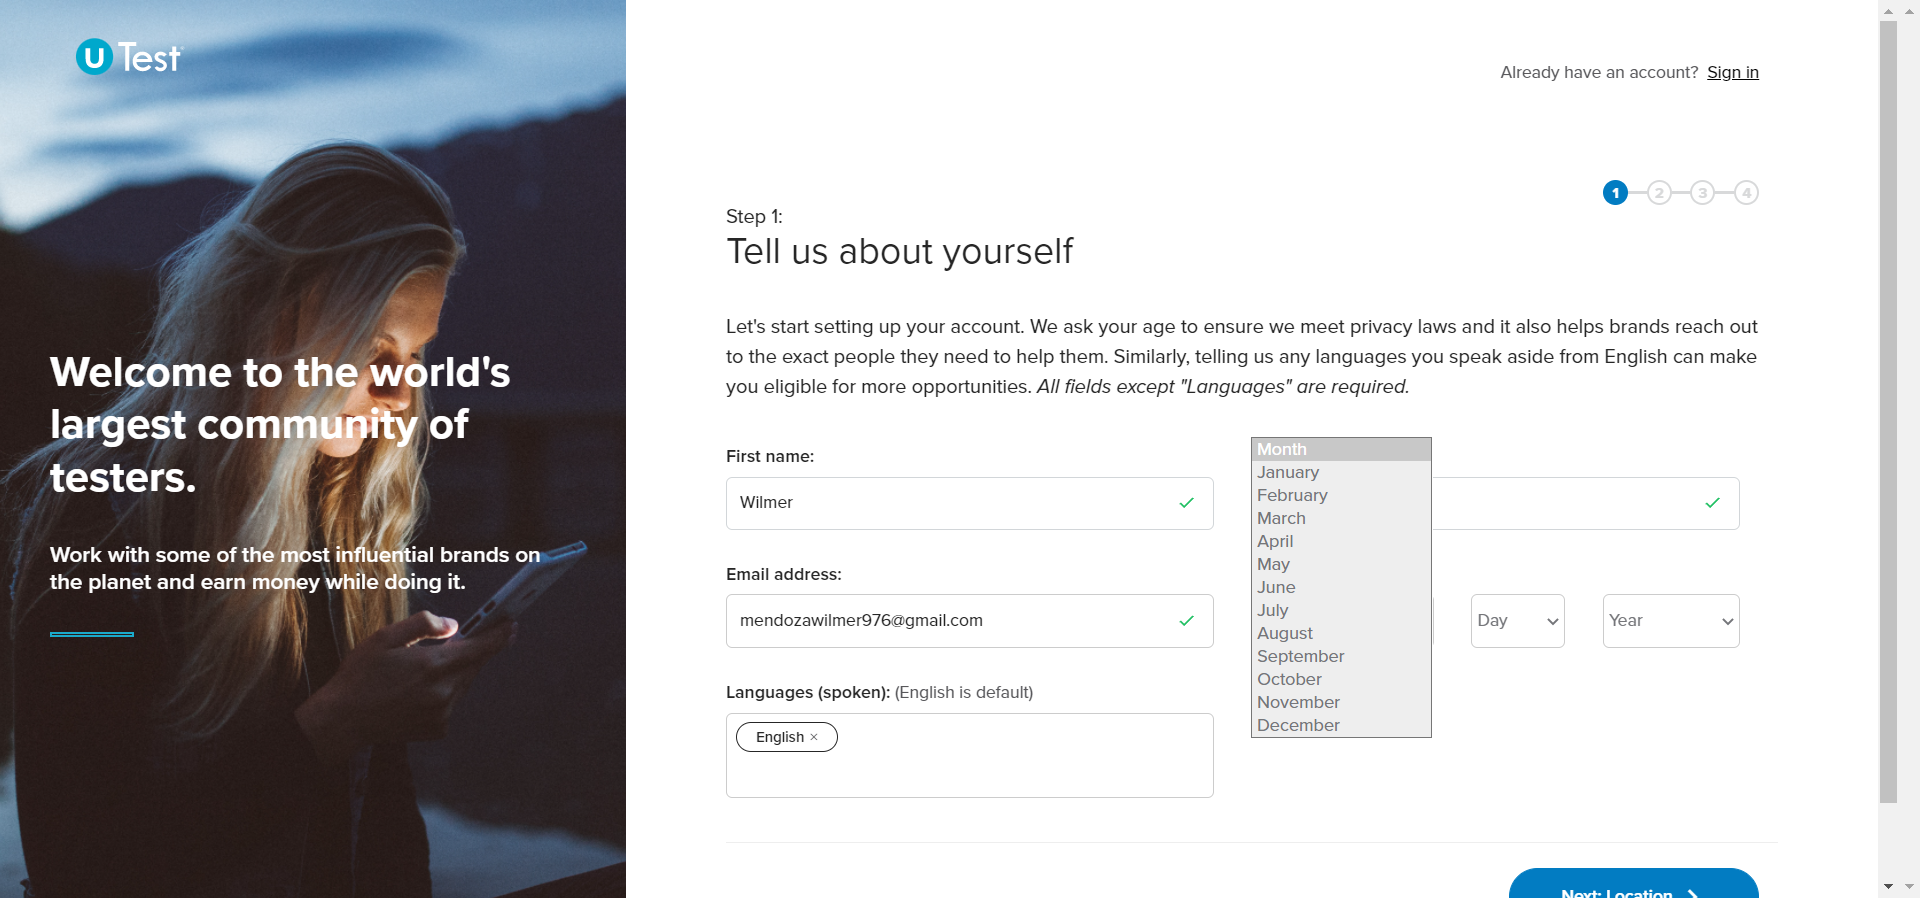 U Test
Already have an account? Sign in
1 2 3 4
Step 1:
Tell us about yourself
Let's start setting up your account. We ask your age to ensure we meet privacy laws and it also helps brands reach out
to the exact people they need to help them. Similarly, telling us any languages you speak aside from English can make
you eligible for more opportunities. All fields except "Languages" are required.
Welcome to the world's
largest community of
testers.
Work with some of the most influential brands on
the planet and earn money while doing it.
First name:
Wilmer
Email address:
mendozawilmer976@gmail.com
Languages (spoken): (English is default)
English ×
Month
January
February
March
April
May
June
July
August
September
October
November
December
Day
Year
Next: Location